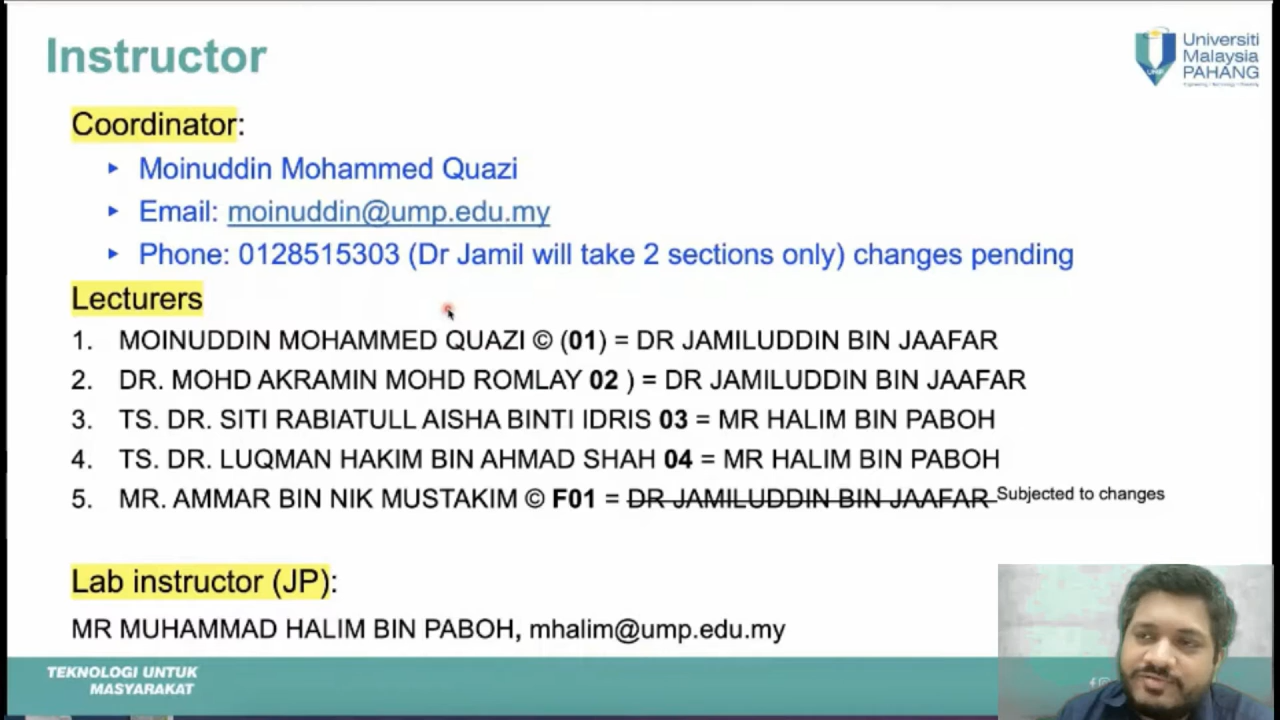 Instructor
Universiti
Malaysia
PAHANG
UMP
Coordinator:
Moinuddin Mohammed Quazi
Email: moinuddin@ump.edu.my
Phone: 0128515303 (Dr Jamil will take 2 sections only) changes pending
Lecturers
1. MOINUDDIN MOHAMMED QUAZI © (01) = DR JAMILUDDIN BIN JAAFAR
2. DR. MOHD AKRAMIN MOHD ROMLAY 02 ) = DR JAMILUDDIN BIN JAAFAR
3. TS. DR. SITI RABIATULL AISHA BINTI IDRIS 03 = MR HALIM BIN PABOH
4. TS. DR. LUQMAN HAKIM BIN AHMAD SHAH 04 = MR HALIM BIN PABOH
5. MR. AMMAR BIN NIK MUSTAKIM © F01 = DR JAMILUDDIN BIN JAAFAR Subjected to changes
Lab instructor (JP):
MR MUHAMMAD HALIM BIN PABOH, mhalim@ump.edu.my
TEKNOLOGI UNTUK
MASYARAKAT